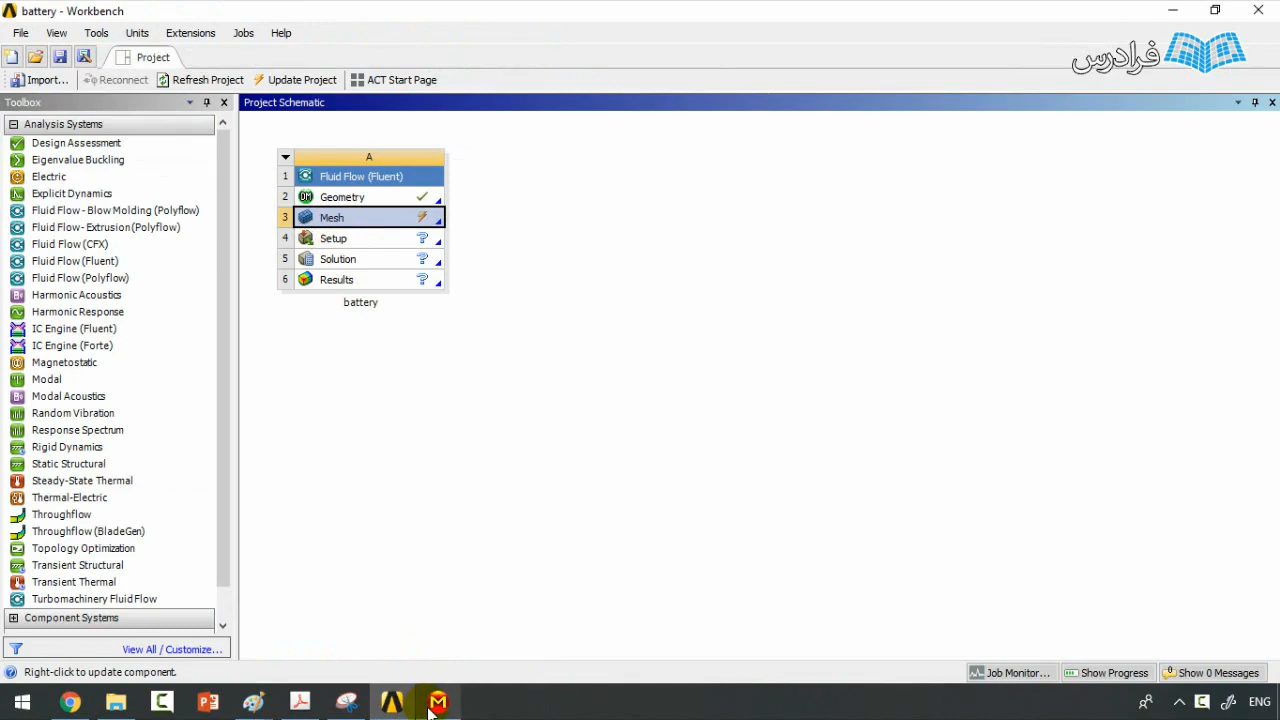 battery - Workbench
File View Tools Units Extensions Jobs Help
Project
فرادرس
Import... Reconnect Refresh Project Update Project ACT Start Page
Toolbox
Project Schematic
Analysis Systems
Design Assessment
Eigenvalue Buckling
Electric
Explicit Dynamics
Fluid Flow - Blow Molding (Polyflow)
Fluid Flow- Extrusion (Polyflow)
Fluid Flow (CFX)
Fluid Flow (Fluent)
Fluid Flow (Polyflow)
Harmonic Acoustics
Harmonic Response
IC Engine (Fluent)
IC Engine (Forte)
Magnetostatic
Modal
Modal Acoustics
Random Vibration
Response Spectrum
Rigid Dynamics
Static Structural
Steady-State Thermal
Thermal-Electric
Throughflow
Throughflow (BladeGen)
Topology Optimization
Transient Structural
Transient Thermal
Turbomachinery Fluid Flow
Component Systems
View All / Customize...
A
1 Fluid Flow (Fluent)
2 DM Geometry
3 Mesh
4 Setup
5 Solution
6 Results
battery
Right-click to update component.
Job Monitor... Show Progress Show 0 Messages
ENG